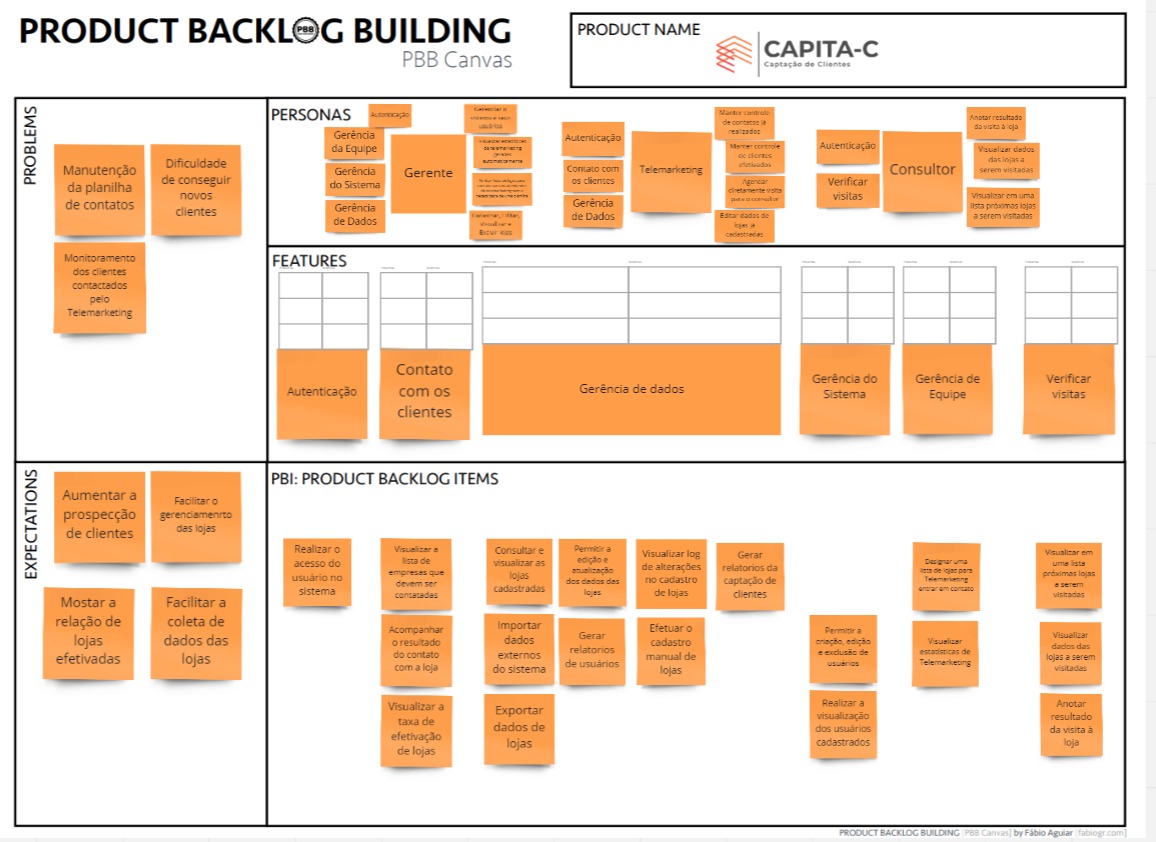 PRODUCT BACKLOG BUILDING
PBB
PBB Canvas
PRODUCT NAME
CAPITA-C
Captação de Clientes
PROBLEMS
Manutenção
da planilha
de contatos
Dificuldade
de conseguir
novos
clientes
Monitoramento
dos clientes
contactados
pelo
Telemarketing
PERSONAS
Autenticação
Gerência
da Equipe
Gerência
do Sistema
Gerência
de Dados
Gerente
Gerenciar o
sistema e seus
usuários
Visualizar e
Excluir lojas
Autenticação
Contato com
os clientes
Gerência
de Dados
Telemarketing
Manter controle
de contatos já
realizados
Manter controle
de clientes
efetivados
Agendar
diretamente visita
para o consultor
Editar dados de
lojas já
cadastradas
Autenticação
Verificar
visitas
Consultor
Anotar resultado
da visita à loja
Visualizar dados
das lojas a
serem visitadas
Visualizar em uma
lista próximas lojas
a serem visitadas
FEATURES
Autenticação
Contato
com os
clientes
Gerência de dados
Gerência do
Sistema
Gerência de
Equipe
Verificar
visitas
EXPECTATIONS
Aumentar a
prospecção
de clientes
Facilitar o
gerenciamenrto
das lojas
Mostar a
relação de
lojas
efetivadas
Facilitar a
coleta de
dados das
lojas
PBI: PRODUCT BACKLOG ITEMS
Realizar o
acesso do
usuário no
sistema
Visualizar a
lista de
empresas que
devem ser
contatadas
Acompanhar
o resultado
do contato
com a loja
Visualizar a
taxa de
efetivação
de lojas
Consultar e
visualizar as
lojas
cadastradas
Importar
dados
externos
do sistema
Exportar
dados de
lojas
Permitir a
edição e
atualização
dos dados das
lojas
Gerar
relatorios
de usuários
Visualizar log
de alterações
no cadastro
de lojas
Efetuar o
cadastro
manual de
lojas
Gerar
relatorios da
captação de
clientes
Permitir a
criação, edição
e exclusão de
usuários
Realizar a
visualização
dos usuários
cadastrados
Designar uma
lista de lojas para
Telemarketing
entrar em contato
Visualizar
estatísticas de
Telemarketing
Visualizar em
uma lista
próximas lojas
a serem
visitadas
Visualizar
dados das
lojas a serem
visitadas
Anotar
resultado
da visita à
loja
PRODUCT BACKLOG BUILDING [PBB Canvas] by Fábio Aguiar [fabiogr.com]